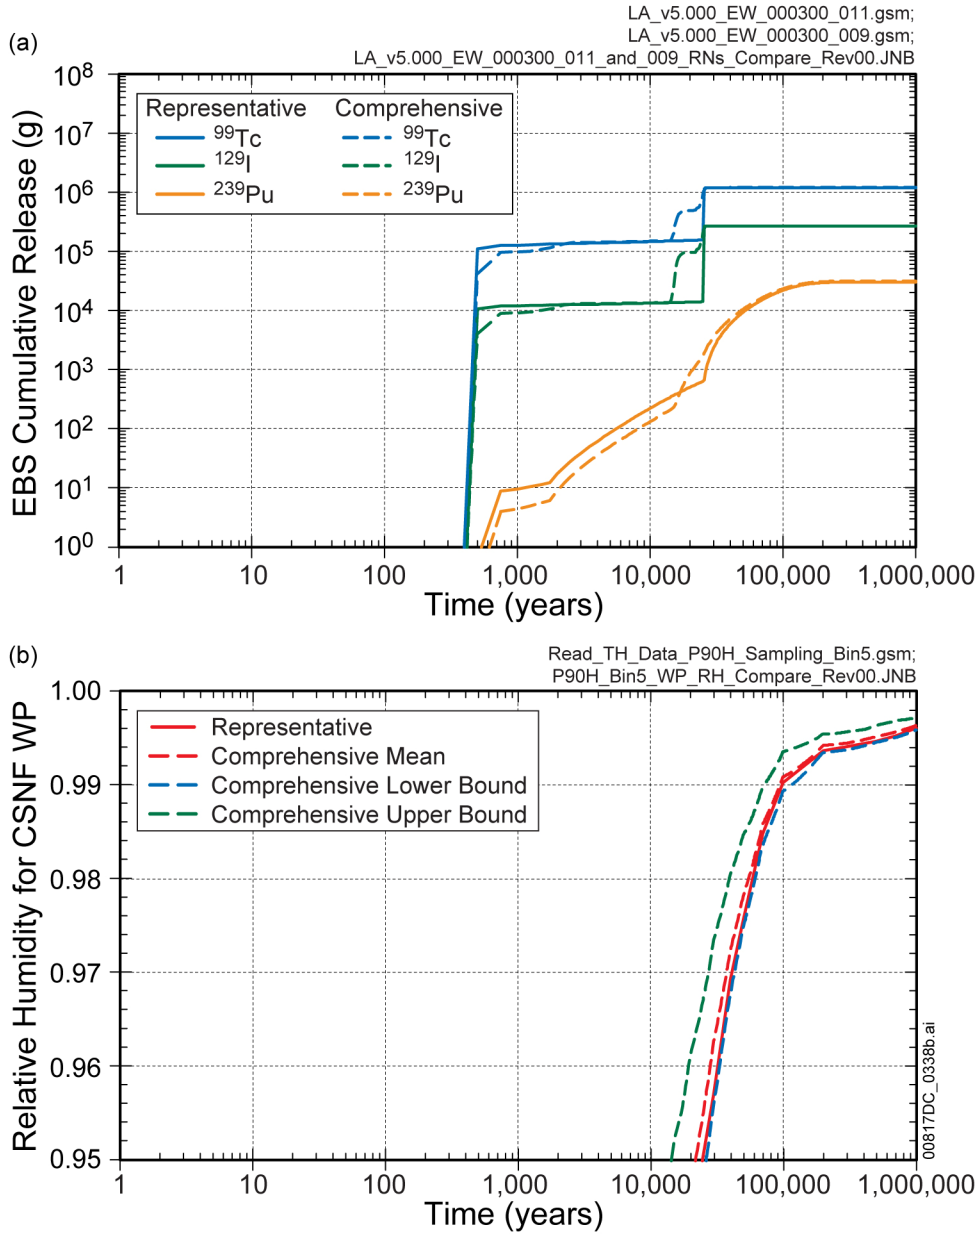 LA_v5.000_EW_000300_011.gsm;
(a)
LA_v5.000_EW_000300_009.gsm;
LA_v5.000_EW_000300_011_and_009_RNs_Compare_Rev00.JNB
EBS Cumulative Release (g)
10⁸
10⁷
10⁶
10⁵
10⁴
10³
10²
10¹
10⁰
Representative Comprehensive
⁹⁹Tc ⁹⁹Tc
¹²⁹I ¹²⁹I
²³⁹Pu ²³⁹Pu
1 10 100 1,000 10,000 100,000 1,000,000
Time (years)
(b)
Read_TH_Data_P90H_Sampling_Bin5.gsm;
P90H_Bin5_WP_RH_Compare_Rev00.JNB
Relative Humidity for CSNF WP
1.00
0.99
0.98
0.97
0.96
0.95
Representative
Comprehensive Mean
Comprehensive Lower Bound
Comprehensive Upper Bound
1 10 100 1,000 10,000 100,000 1,000,000
Time (years)
00817DC_0338b.ai